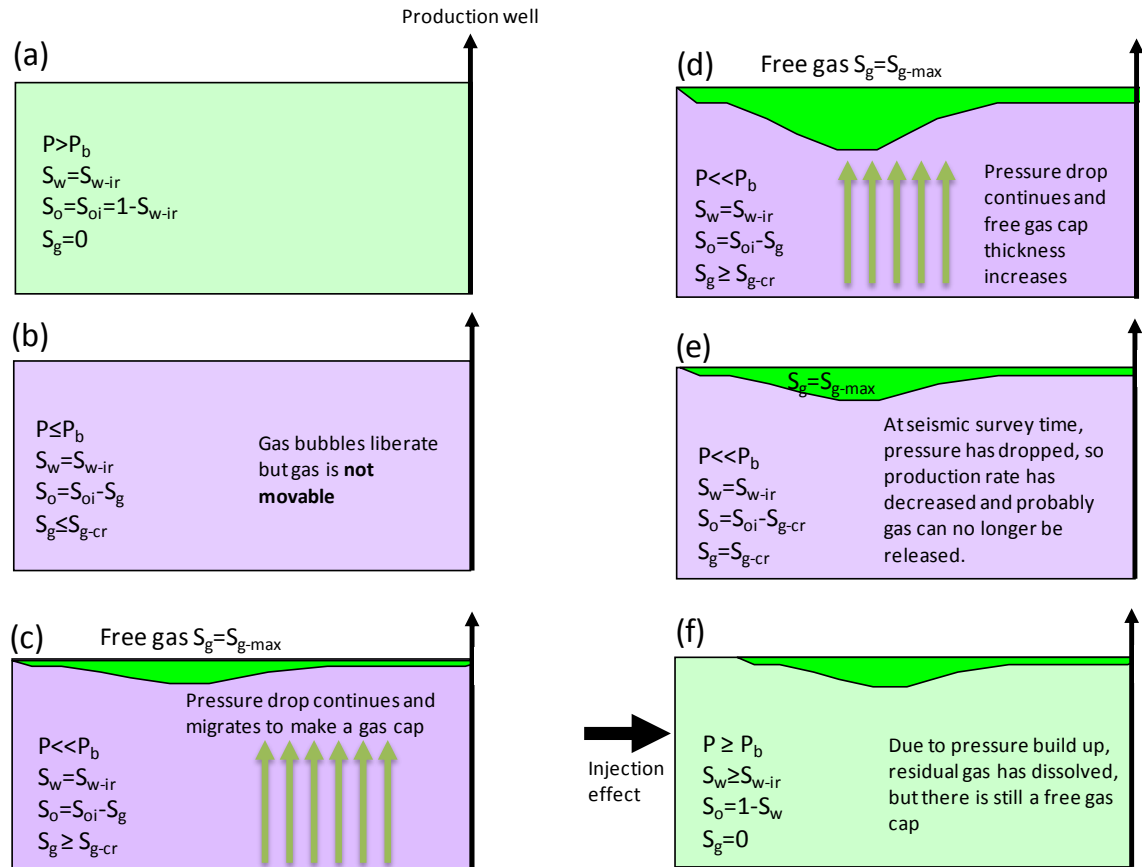 Production well
(a)
P>Pb
Sw=Sw-ir
So=Soi=1-Sw-ir
Sg=0
(b)
P≤Pb
Sw=Sw-ir
So=Soi-Sg
Sg≤Sg-cr
Gas bubbles liberate
but gas is not
movable
(c)
Free gas Sg=Sg-max
Pressure drop continues and
migrates to make a gas cap
P<<Pb
Sw=Sw-ir
So=Soi-Sg
Sg≥ Sg-cr
(d)
Free gas Sg=Sg-max
P<<Pb
Sw=Sw-ir
So=Soi-Sg
Sg≥ Sg-cr
Pressure drop
continues and
free gas cap
thickness
increases
(e)
Sg=Sg-max
P<<Pb
Sw=Sw-ir
So=Soi-Sg-cr
Sg=Sg-cr
At seismic survey time,
pressure has dropped, so
production rate has
decreased and probably
gas can no longer be
released.
(f)
Injection
effect
P ≥ Pb
Sw≥Sw-ir
So=1-Sw
Sg=0
Due to pressure build up,
residual gas has dissolved,
but there is still a free gas
cap